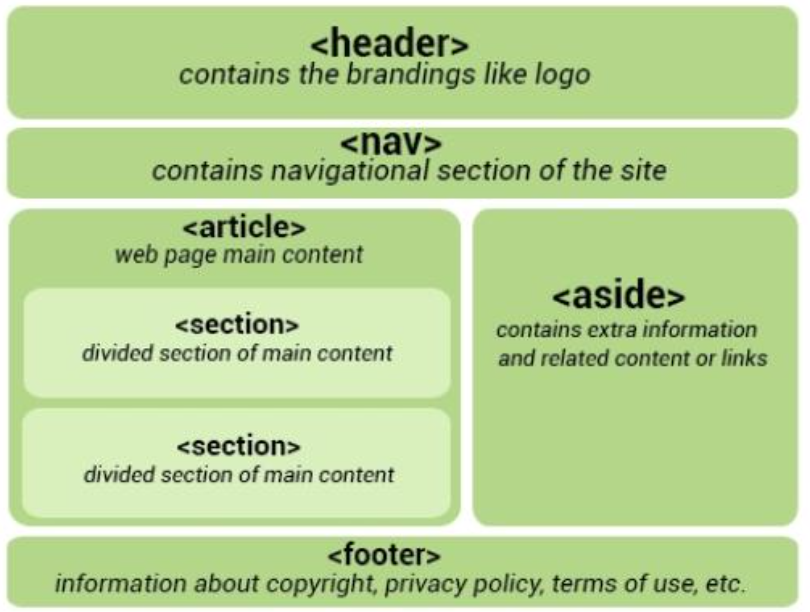 <header>
contains the brandings like logo
<nav>
contains navigational section of the site
<article>
web page main content
<section>
divided section of main content
<section>
divided section of main content
<aside>
contains extra information
and related content or links
<footer>
information about copyright, privacy policy, terms of use, etc.